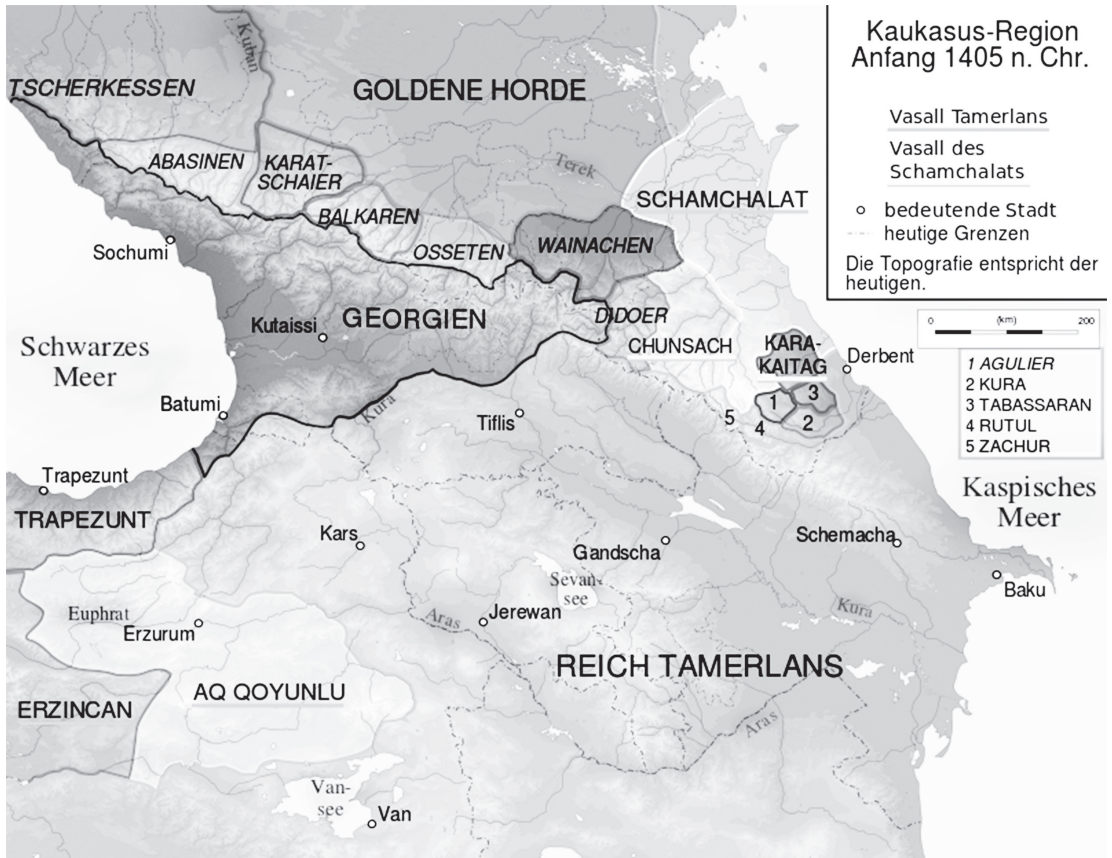 Kaukasus-Region
Anfang 1405 n. Chr.
Vasall Tamerlans
Vasall des
Schamchalats
bedeutende Stadt
heutige Grenzen
Die Topografie entspricht der
heutigen.
0 (km) 200
1 AGULIER
2 KURA
3 TABASSARAN
4 RUTUL
5 ZACHUR
Kuban
TSCHERKESSEN
GOLDENE HORDE
ABASINEN
KARAT-
SCHAIER
Terek
SCHAMCHALAT
BALKAREN
OSSETEN
WAINACHEN
Sochumi
DIDOER
Kutaissi
GEORGIEN
CHUNSACH
KARA-
KAITAG
Derbent
Schwarzes
Meer
1
3
2
4
5
Batumi
Kura
Tiflis
Trapezunt
TRAPEZUNT
Kaspisches
Meer
Kars
Gandscha
Schemacha
Sevan-
see
Baku
Euphrat
Erzurum
Aras
Jerewan
Kura
REICH TAMERLANS
AQ QOYUNLU
ERZINCAN
Aras
Van-
see
Van